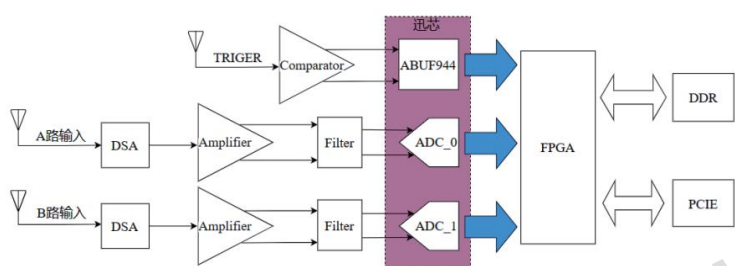 迅芯
TRIGER
Comparator
ABUF944
A路输入
DSA
Amplifier
Filter
ADC_0
FPGA
DDR
B路输入
DSA
Amplifier
Filter
ADC_1
PCIE